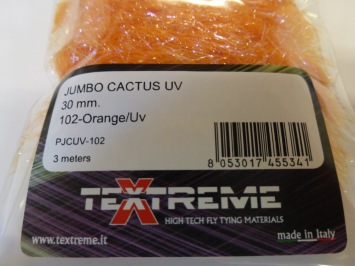 JUMBO CACTUS UV
30 mm.
102-Orange/Uv
PJCUV-102
3 meters
8 053017 455341
TEXTREME
HIGH TECH FLY TYING MATERIALS
www.textreme.it
made in Italy